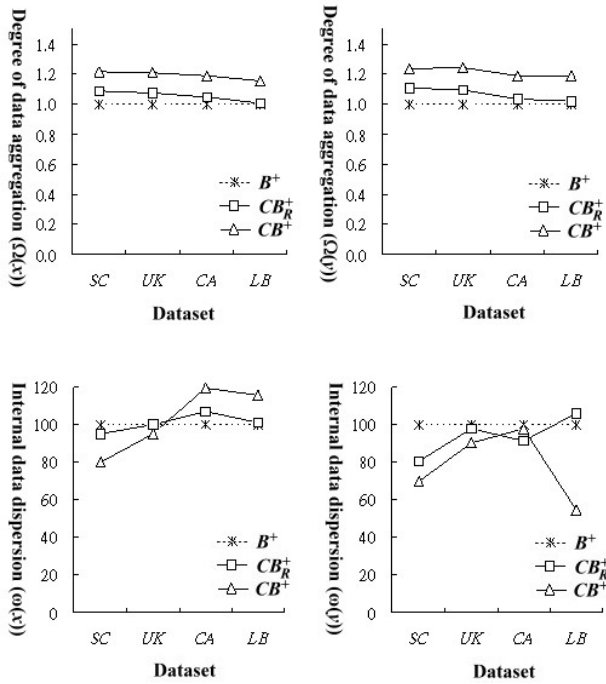 Degree of data aggregation (Ω(x))
1.4
1.2
1.0
0.8
0.6
0.4
0.2
0.0
B+
CB+R
CB+
SC UK CA LB
Dataset
Degree of data aggregation (Ω(y))
1.4
1.2
1.0
0.8
0.6
0.4
0.2
0.0
B+
CB+R
CB+
SC UK CA LB
Dataset
Internal data dispersion (ω(x))
120
100
80
60
40
20
0
B+
CB+R
CB+
SC UK CA LB
Dataset
Internal data dispersion (ω(y))
120
100
80
60
40
20
0
B+
CB+R
CB+
SC UK CA LB
Dataset